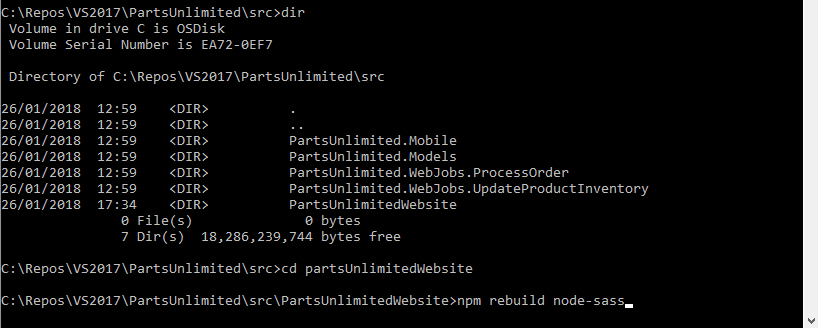 C:\Repos\VS2017\PartsUnlimited\src>dir
 Volume in drive C is OSDisk
 Volume Serial Number is EA72-0EF7
 Directory of C:\Repos\VS2017\PartsUnlimited\src
26/01/2018  12:59    <DIR>          .
26/01/2018  12:59    <DIR>          ..
26/01/2018  12:59    <DIR>          PartsUnlimited.Mobile
26/01/2018  12:59    <DIR>          PartsUnlimited.Models
26/01/2018  12:59    <DIR>          PartsUnlimited.WebJobs.ProcessOrder
26/01/2018  12:59    <DIR>          PartsUnlimited.WebJobs.UpdateProductInventory
26/01/2018  17:34    <DIR>          PartsUnlimitedWebsite
               0 File(s)              0 bytes
               7 Dir(s)  18,286,239,744 bytes free
C:\Repos\VS2017\PartsUnlimited\src>cd partsUnlimitedWebsite
C:\Repos\VS2017\PartsUnlimited\src\PartsUnlimitedWebsite>npm rebuild node-sass